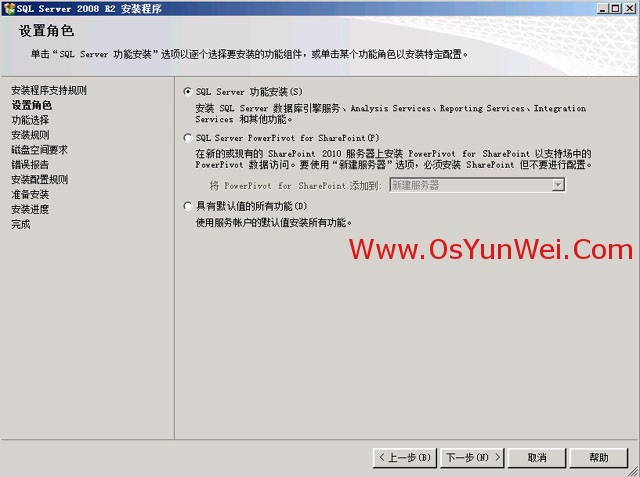 SQL Server 2008 R2 安装程序
设置角色
单击“SQL Server 功能安装”选项以逐个选择要安装的功能组件，或单击某个功能角色以安装特定配置。
安装程序支持规则
设置角色
功能选择
安装规则
磁盘空间要求
错误报告
安装配置规则
准备安装
安装进度
完成
SQL Server 功能安装(S)
安装 SQL Server 数据库引擎服务、Analysis Services、Reporting Services、Integration
Services 和其他功能。
SQL Server PowerPivot for SharePoint(P)
在新的或现有的 SharePoint 2010 服务器上安装 PowerPivot for SharePoint 以支持场中的
PowerPivot 数据访问。要使用“新建服务器”选项，必须安装 SharePoint 但不要进行配置。
将 PowerPivot for SharePoint 添加到: 新建服务器
具有默认值的所有功能(D)
使用服务帐户的默认值安装所有功能。
Www.OsYunWei.Com
< 上一步(B) 下一步(N) > 取消 帮助